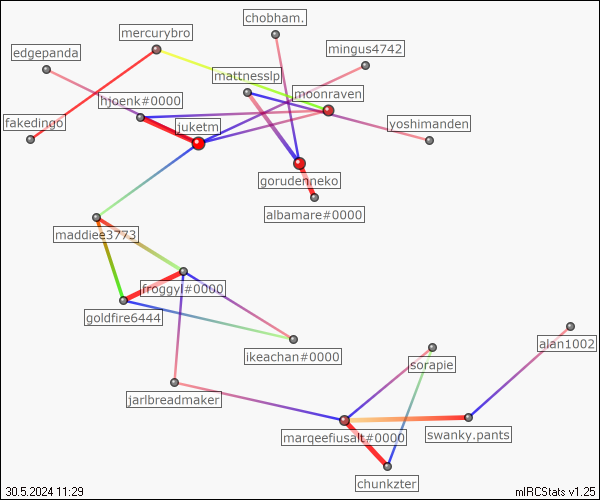 chobham.
mercurybro
edgepanda
mingus4742
mattnesslp
moonraven
hjoenk#0000
fakedingo
juketm
yoshimanden
gorudenneko
albamare#0000
maddiee3773
froggyl#0000
goldfire6444
ikeachan#0000
alan1002
sorapie
jarlbreadmaker
marqeefiusalt#0000
swanky.pants
chunkzter
30.5.2024 11:29
mIRCStats v1.25